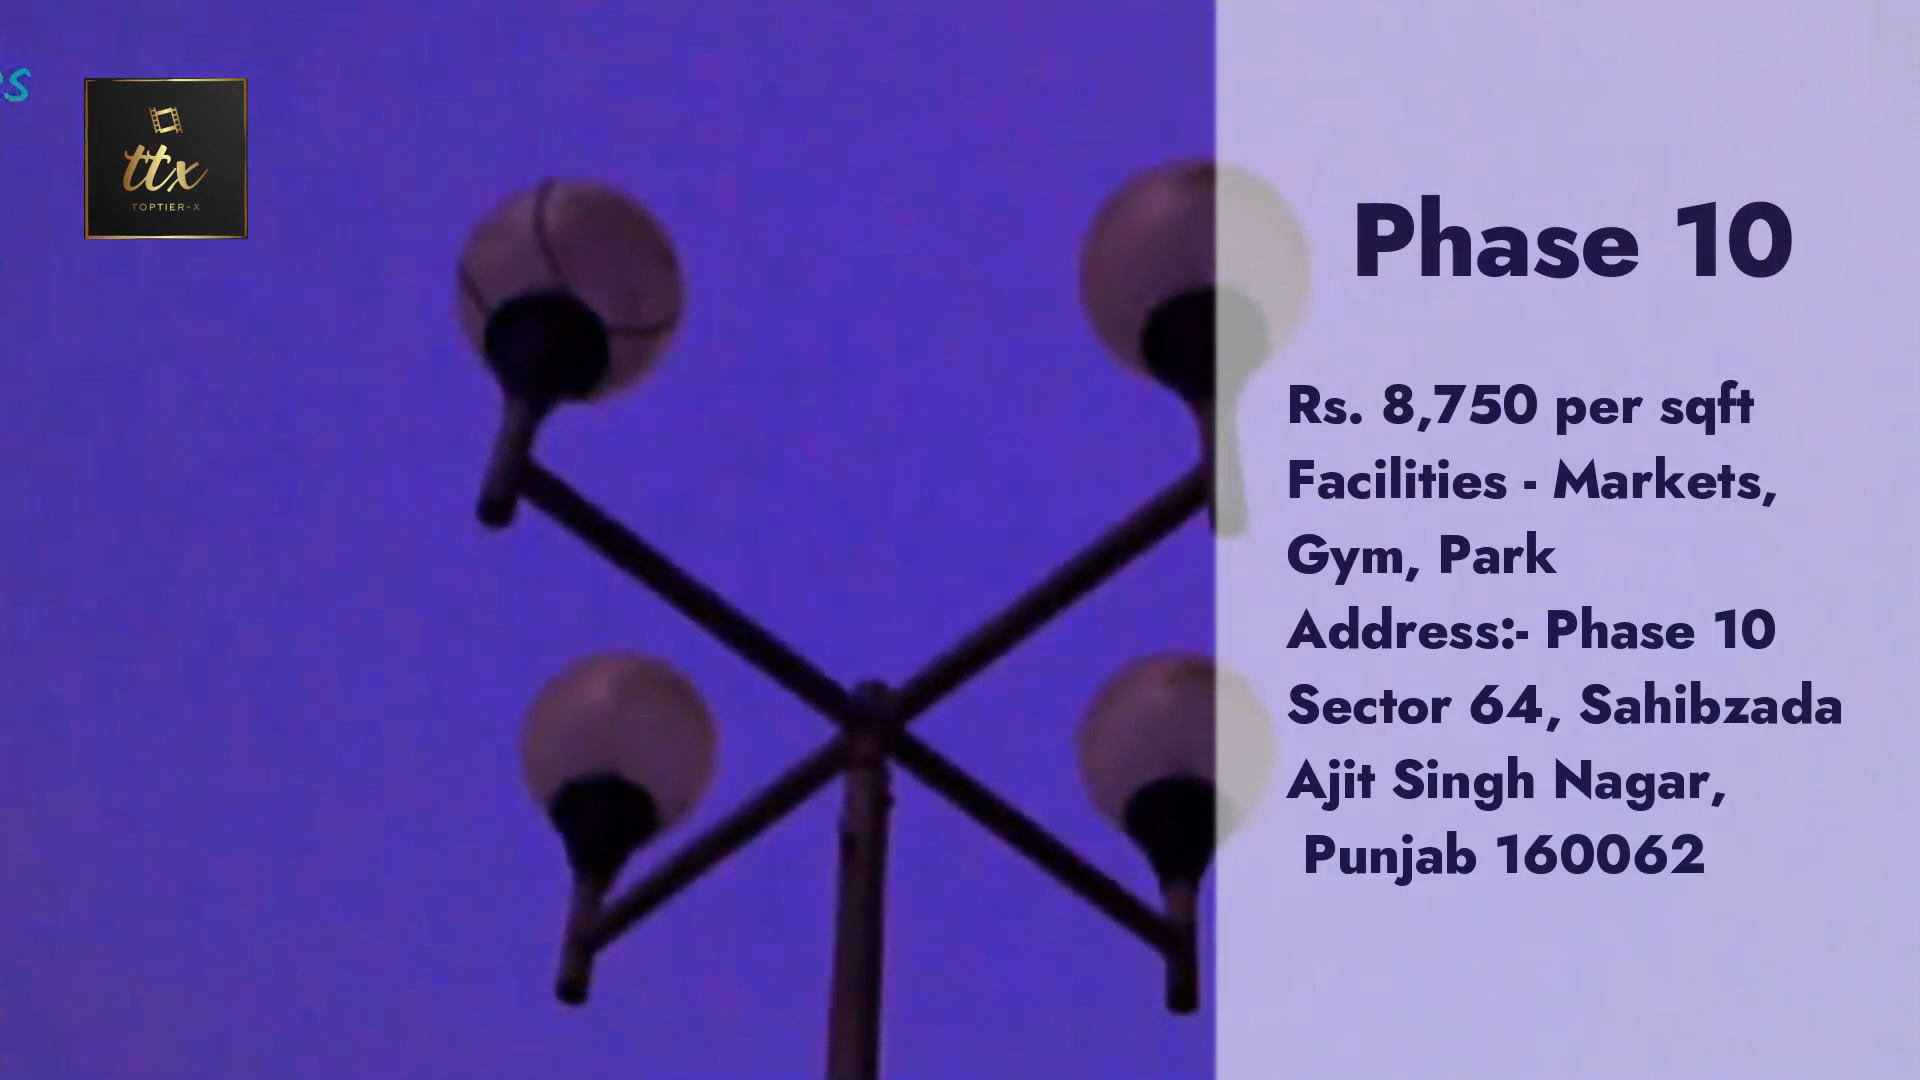 es
ttx
TOPTIER-X
Phase 10
Rs. 8,750 per sqft
Facilities - Markets,
Gym, Park
Address:- Phase 10
Sector 64, Sahibzada
Ajit Singh Nagar,
Punjab 160062